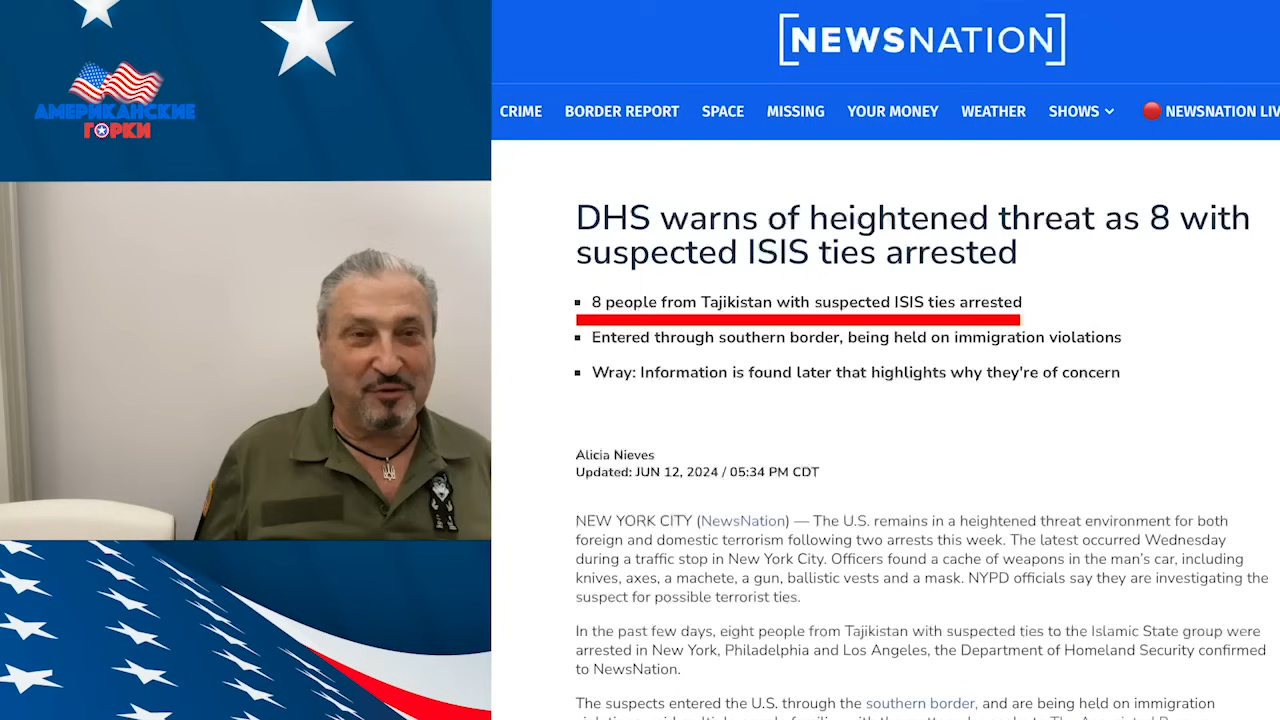 АМЕРИКАНСКИЕ
ГОРКИ
[NEWSNATION]
CRIME BORDER REPORT SPACE MISSING YOUR MONEY WEATHER SHOWS NEWSNATION LIV
DHS warns of heightened threat as 8 with
suspected ISIS ties arrested
8 people from Tajikistan with suspected ISIS ties arrested
Entered through southern border, being held on immigration violations
Wray: Information is found later that highlights why they're of concern
Alicia Nieves
Updated: JUN 12, 2024 / 05:34 PM CDT
NEW YORK CITY (NewsNation) — The U.S. remains in a heightened threat environment for both
foreign and domestic terrorism following two arrests this week. The latest occurred Wednesday
during a traffic stop in New York City. Officers found a cache of weapons in the man's car, including
knives, axes, a machete, a gun, ballistic vests and a mask. NYPD officials say they are investigating the
suspect for possible terrorist ties.
In the past few days, eight people from Tajikistan with suspected ties to the Islamic State group were
arrested in New York, Philadelphia and Los Angeles, the Department of Homeland Security confirmed
to NewsNation.
The suspects entered the U.S. through the southern border, and are being held on immigration